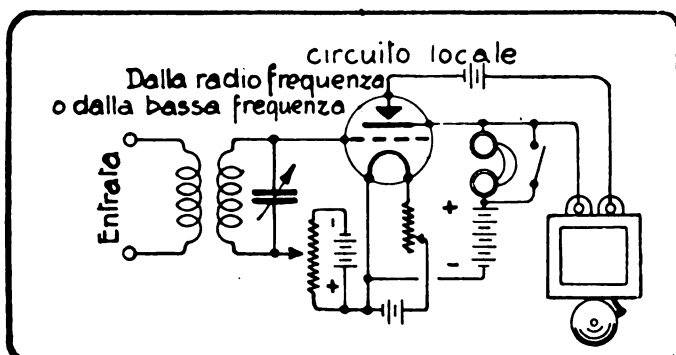 circuito locale
Dalla radio frequenza
o dalla bassa frequenza
Entrata
+
-
-
+